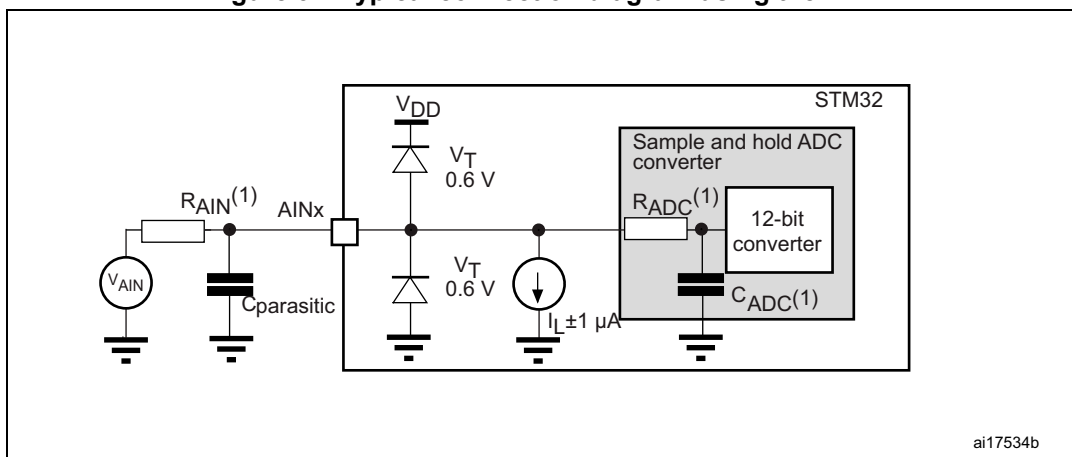 STM32
VDD
VT
0.6 V
Sample and hold ADC
converter
RAIN(1)
AINx
RADC(1)
12-bit
converter
VAIN
Cparasitic
VT
0.6 V
IL±1 µA
CADC(1)
ai17534b